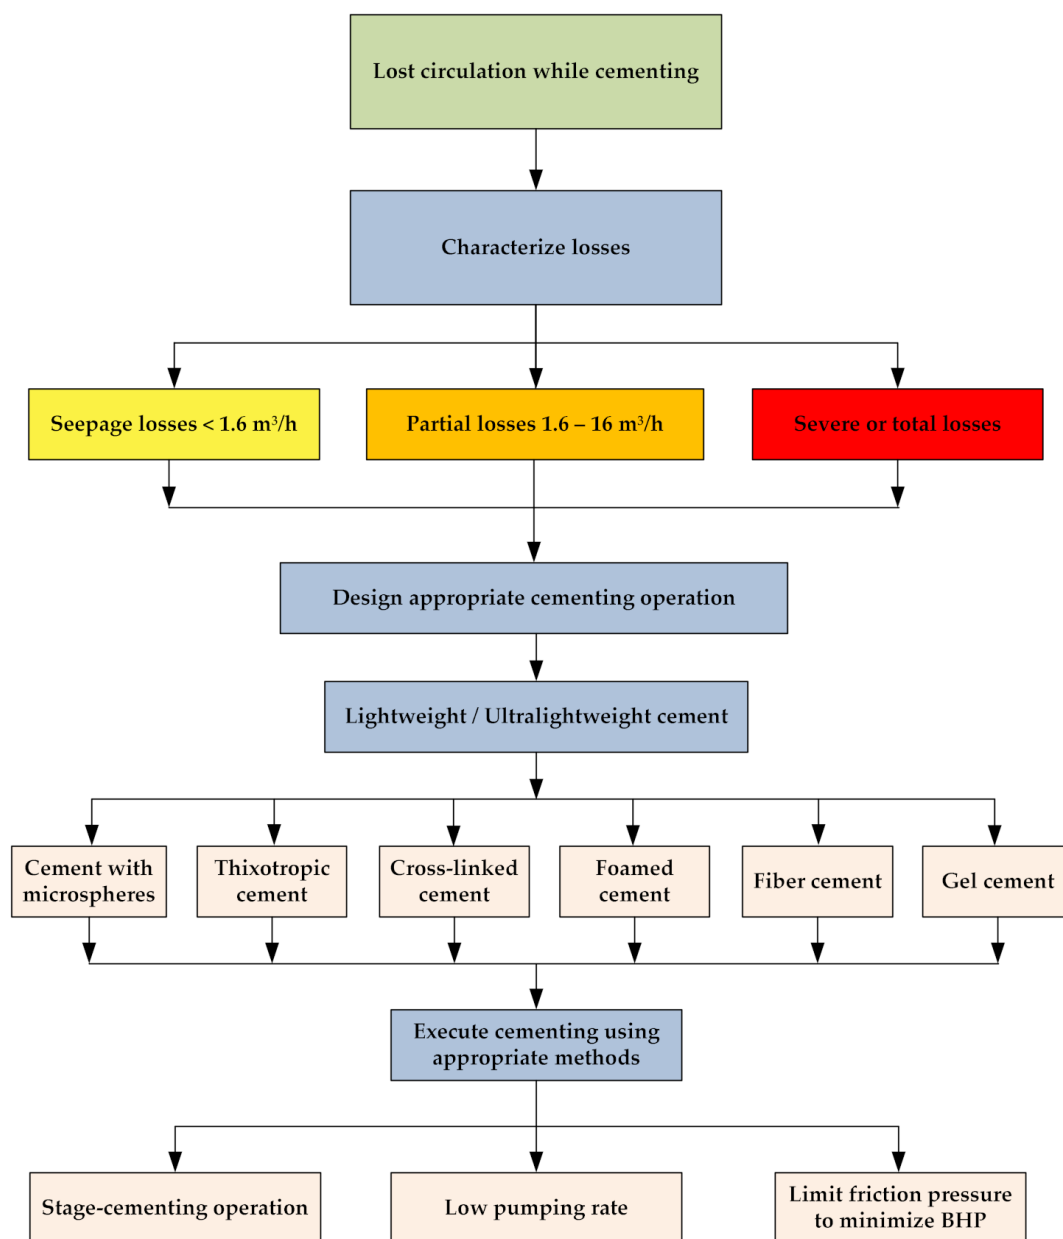 Lost circulation while cementing
Characterize losses
Seepage losses < 1.6 m³/h
Partial losses 1.6 – 16 m³/h
Severe or total losses
Design appropriate cementing operation
Lightweight / Ultralightweight cement
Cement with
microspheres
Thixotropic
cement
Cross-linked
cement
Foamed
cement
Fiber cement
Gel cement
Execute cementing using
appropriate methods
Stage-cementing operation
Low pumping rate
Limit friction pressure
to minimize BHP